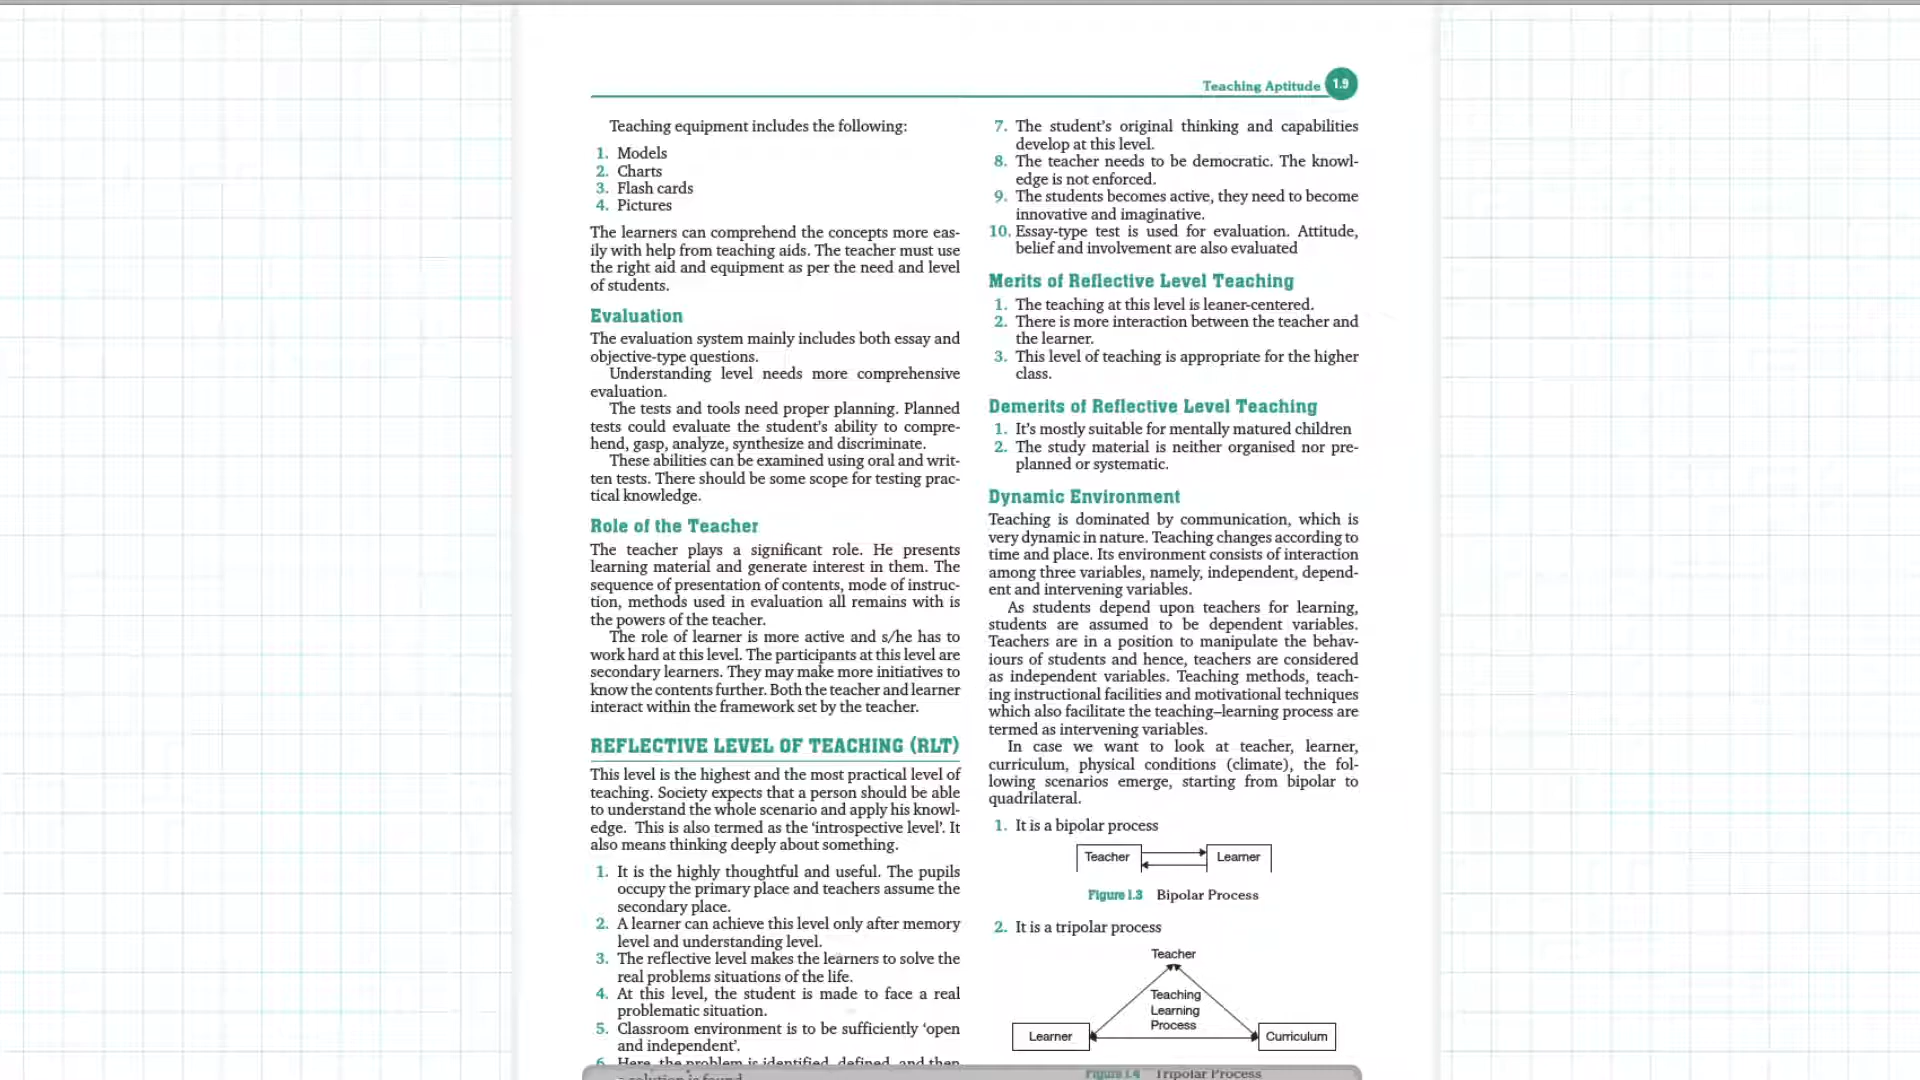 Teaching Aptitude 1.9
Teaching equipment includes the following:
1. Models
2. Charts
3. Flash cards
4. Pictures
The learners can comprehend the concepts more eas-
ily with help from teaching aids. The teacher must use
the right aid and equipment as per the need and level
of students.
Evaluation
The evaluation system mainly includes both essay and
objective-type questions.
Understanding level needs more comprehensive
evaluation.
The tests and tools need proper planning. Planned
tests could evaluate the student's ability to compre-
hend, gasp, analyze, synthesize and discriminate.
These abilities can be examined using oral and writ-
ten tests. There should be some scope for testing prac-
tical knowledge.
Role of the Teacher
The teacher plays a significant role. He presents
learning material and generate interest in them. The
sequence of presentation of contents, mode of instruc-
tion, methods used in evaluation all remains with is
the powers of the teacher.
The role of learner is more active and s/he has to
work hard at this level. The participants at this level are
secondary learners. They may make more initiatives to
know the contents further. Both the teacher and learner
interact within the framework set by the teacher.
REFLECTIVE LEVEL OF TEACHING (RLT)
This level is the highest and the most practical level of
teaching. Society expects that a person should be able
to understand the whole scenario and apply his knowl-
edge. This is also termed as the 'introspective level'. It
also means thinking deeply about something.
1. It is the highly thoughtful and useful. The pupils
occupy the primary place and teachers assume the
secondary place.
2. A learner can achieve this level only after memory
level and understanding level.
3. The reflective level makes the learners to solve the
real problems situations of the life.
4. At this level, the student is made to face a real
problematic situation.
5. Classroom environment is to be sufficiently 'open
and independent'.
6. Here, the problem is identified, defined, and then
a solution is found
7. The student's original thinking and capabilities
develop at this level.
8. The teacher needs to be democratic. The knowl-
edge is not enforced.
9. The students becomes active, they need to become
innovative and imaginative.
10. Essay-type test is used for evaluation. Attitude,
belief and involvement are also evaluated
Merits of Reflective Level Teaching
1. The teaching at this level is leaner-centered.
2. There is more interaction between the teacher and
the learner.
3. This level of teaching is appropriate for the higher
class.
Demerits of Reflective Level Teaching
1. It's mostly suitable for mentally matured children
2. The study material is neither organised nor pre-
planned or systematic.
Dynamic Environment
Teaching is dominated by communication, which is
very dynamic in nature. Teaching changes according to
time and place. Its environment consists of interaction
among three variables, namely, independent, depend-
ent and intervening variables.
As students depend upon teachers for learning,
students are assumed to be dependent variables.
Teachers are in a position to manipulate the behav-
iours of students and hence, teachers are considered
as independent variables. Teaching methods, teach-
ing instructional facilities and motivational techniques
which also facilitate the teaching–learning process are
termed as intervening variables.
In case we want to look at teacher, learner,
curriculum, physical conditions (climate), the fol-
lowing scenarios emerge, starting from bipolar to
quadrilateral.
1. It is a bipolar process
Teacher Learner
Figure 1.3 Bipolar Process
2. It is a tripolar process
Teacher
Teaching
Learning
Process
Learner Curriculum
Figure 1.4 Tripolar Process